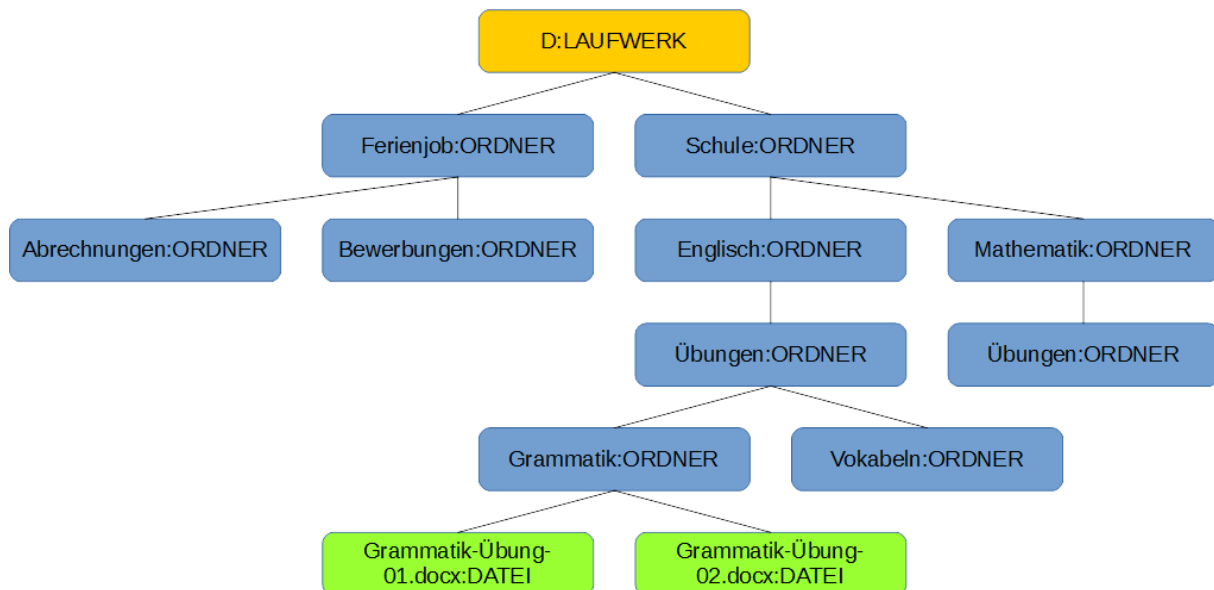 D:LAUFWERK
Ferienjob:ORDNER
Schule:ORDNER
Abrechnungen:ORDNER
Bewerbungen:ORDNER
Englisch:ORDNER
Mathematik:ORDNER
Übungen:ORDNER
Übungen:ORDNER
Grammatik:ORDNER
Vokabeln:ORDNER
Grammatik-Übung-
01.docx:DATEI
Grammatik-Übung-
02.docx:DATEI